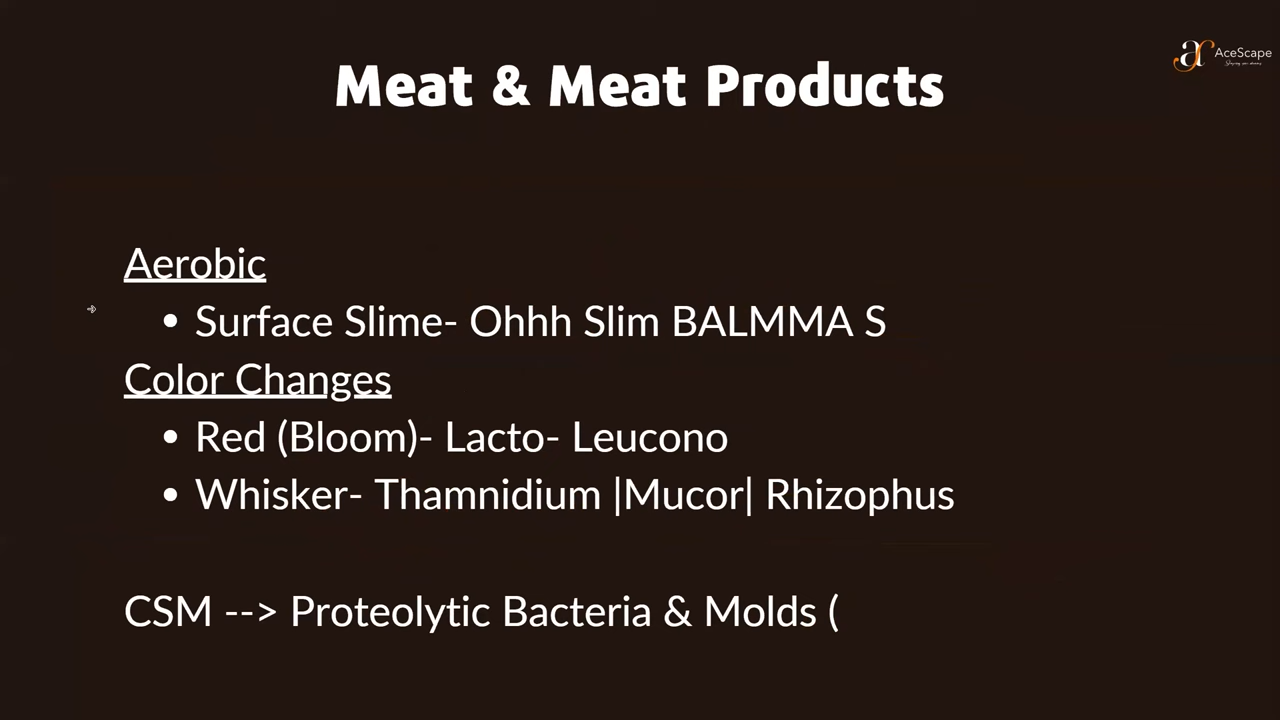 AceScape
Meat & Meat Products
Aerobic
• Surface Slime- Ohhh Slim BALMMA S
Color Changes
• Red (Bloom)- Lacto- Leucono
• Whisker- Thamnidium |Mucor| Rhizophus
CSM --> Proteolytic Bacteria & Molds (